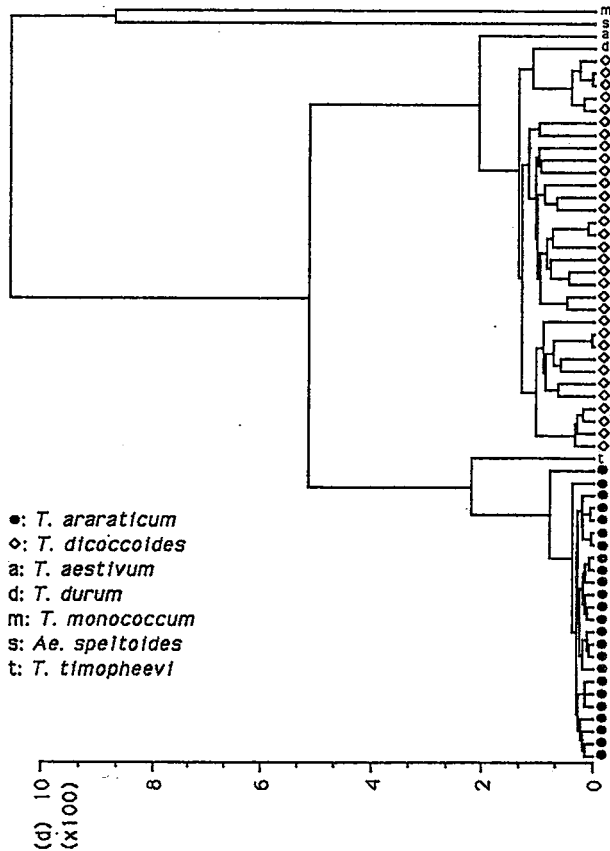 m
s
a
d
t
●: T. araraticum
◇: T. dicoccoides
a: T. aestivum
d: T. durum
m: T. monococcum
s: Ae. speltoides
t: T. timopheevi
(d) 10 8 6 4 2 0
(x100)